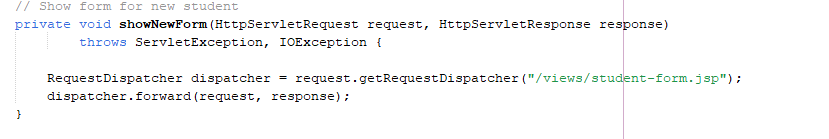 // Show form for new student
private void showNewForm(HttpServletRequest request, HttpServletResponse response)
        throws ServletException, IOException {

    RequestDispatcher dispatcher = request.getRequestDispatcher("/views/student-form.jsp");
    dispatcher.forward(request, response);
}